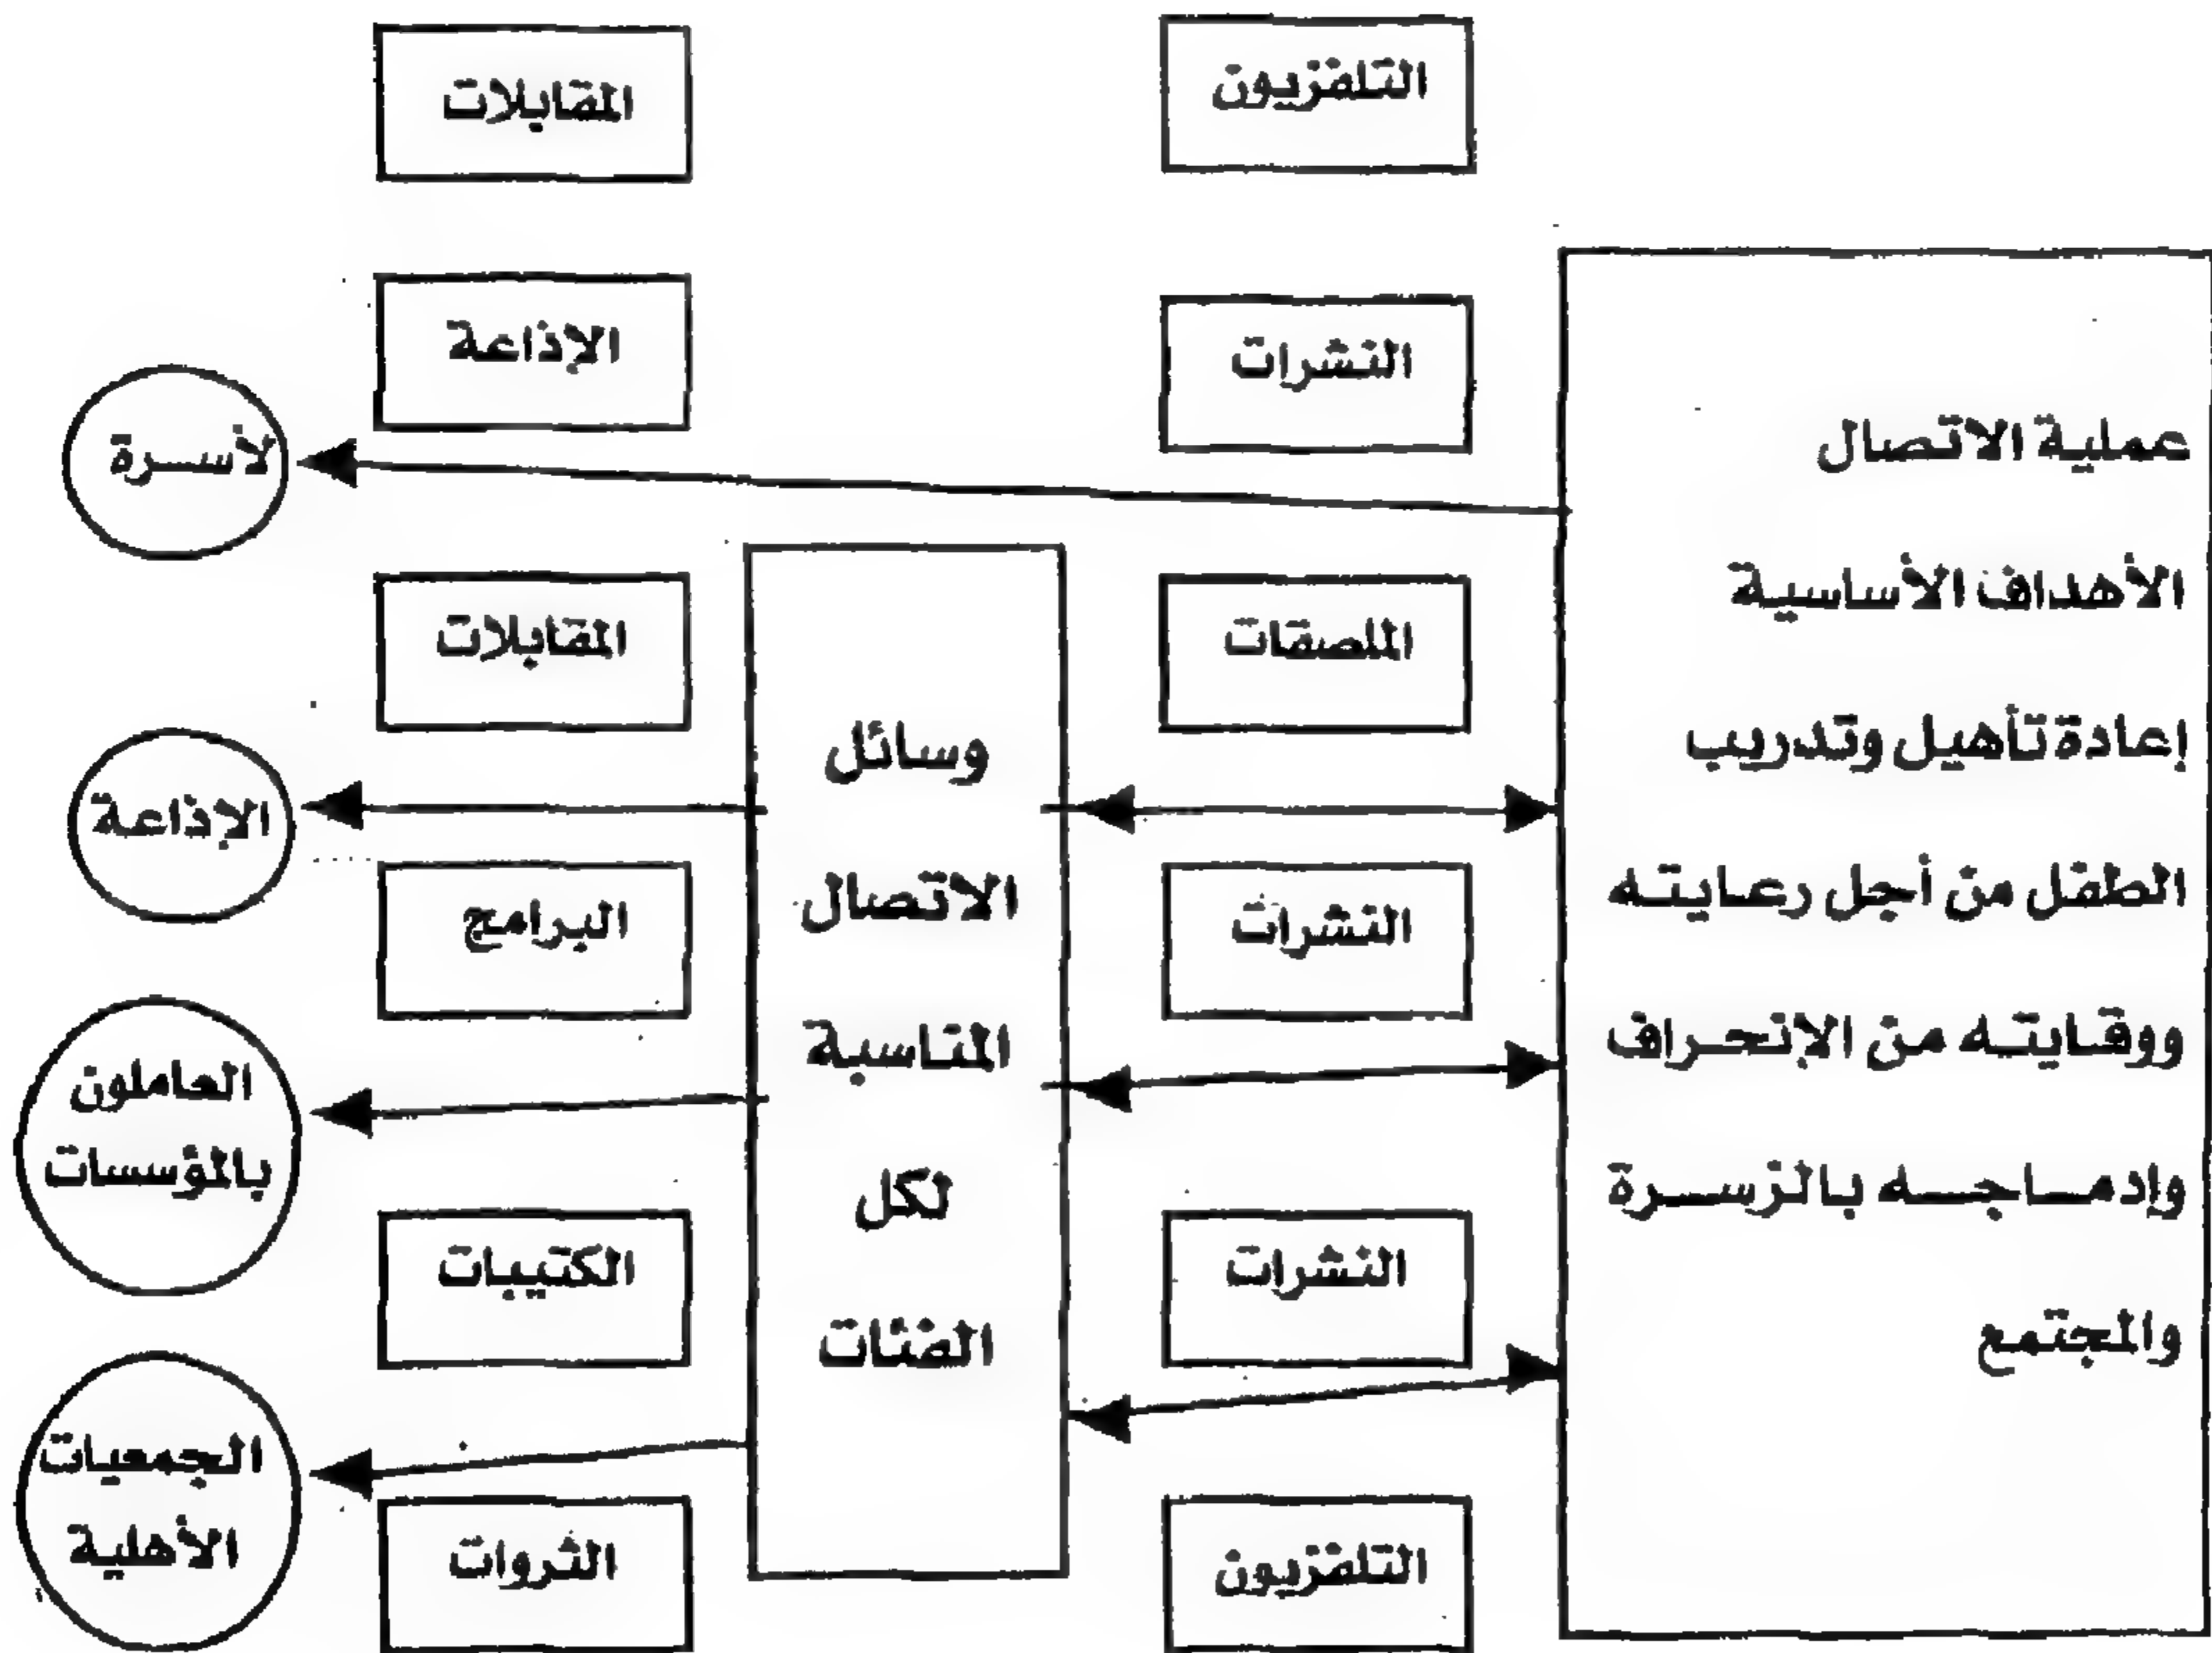 التلفزيون
المقابلات
النشرات
الإذاعة
عملية الاتصال
الأهداف الأساسية
إعادة تأهيل وتدريب
الطفل من أجل رعايته
ووقايته من الإنحراف
وإدماجه بالزسرة
والمجتمع
لأسرة
الملصقات
المقابلات
وسائل
الاتصال
المناسبة
لكل
الفئات
الإذاعة
النشرات
البرامج
العاملون
بالمؤسسات
النشرات
الكتيبات
الجمعيات
الأهلية
التلفزيون
الثروات